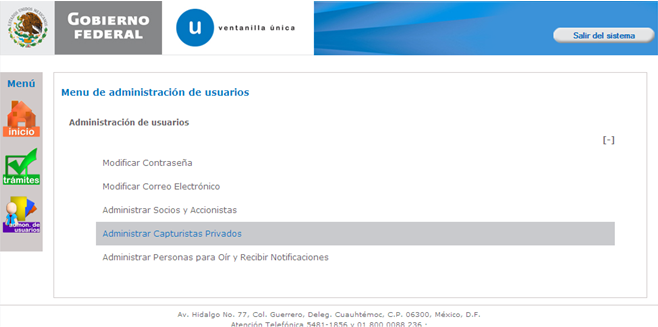 GOBIERNO
FEDERAL
u
ventanilla única
Salir del sistema
Menú
inicio
trámites
admon. de
usuarios
Menu de administración de usuarios
Administración de usuarios
[-]
Modificar Contraseña
Modificar Correo Electrónico
Administrar Socios y Accionistas
Administrar Capturistas Privados
Administrar Personas para Oír y Recibir Notificaciones
Av. Hidalgo No. 77, Col. Guerrero, Deleg. Cuauhtémoc, C.P. 06300, México, D.F.
Atención Telefónica 5481-1856 y 01 800 0088 236 -